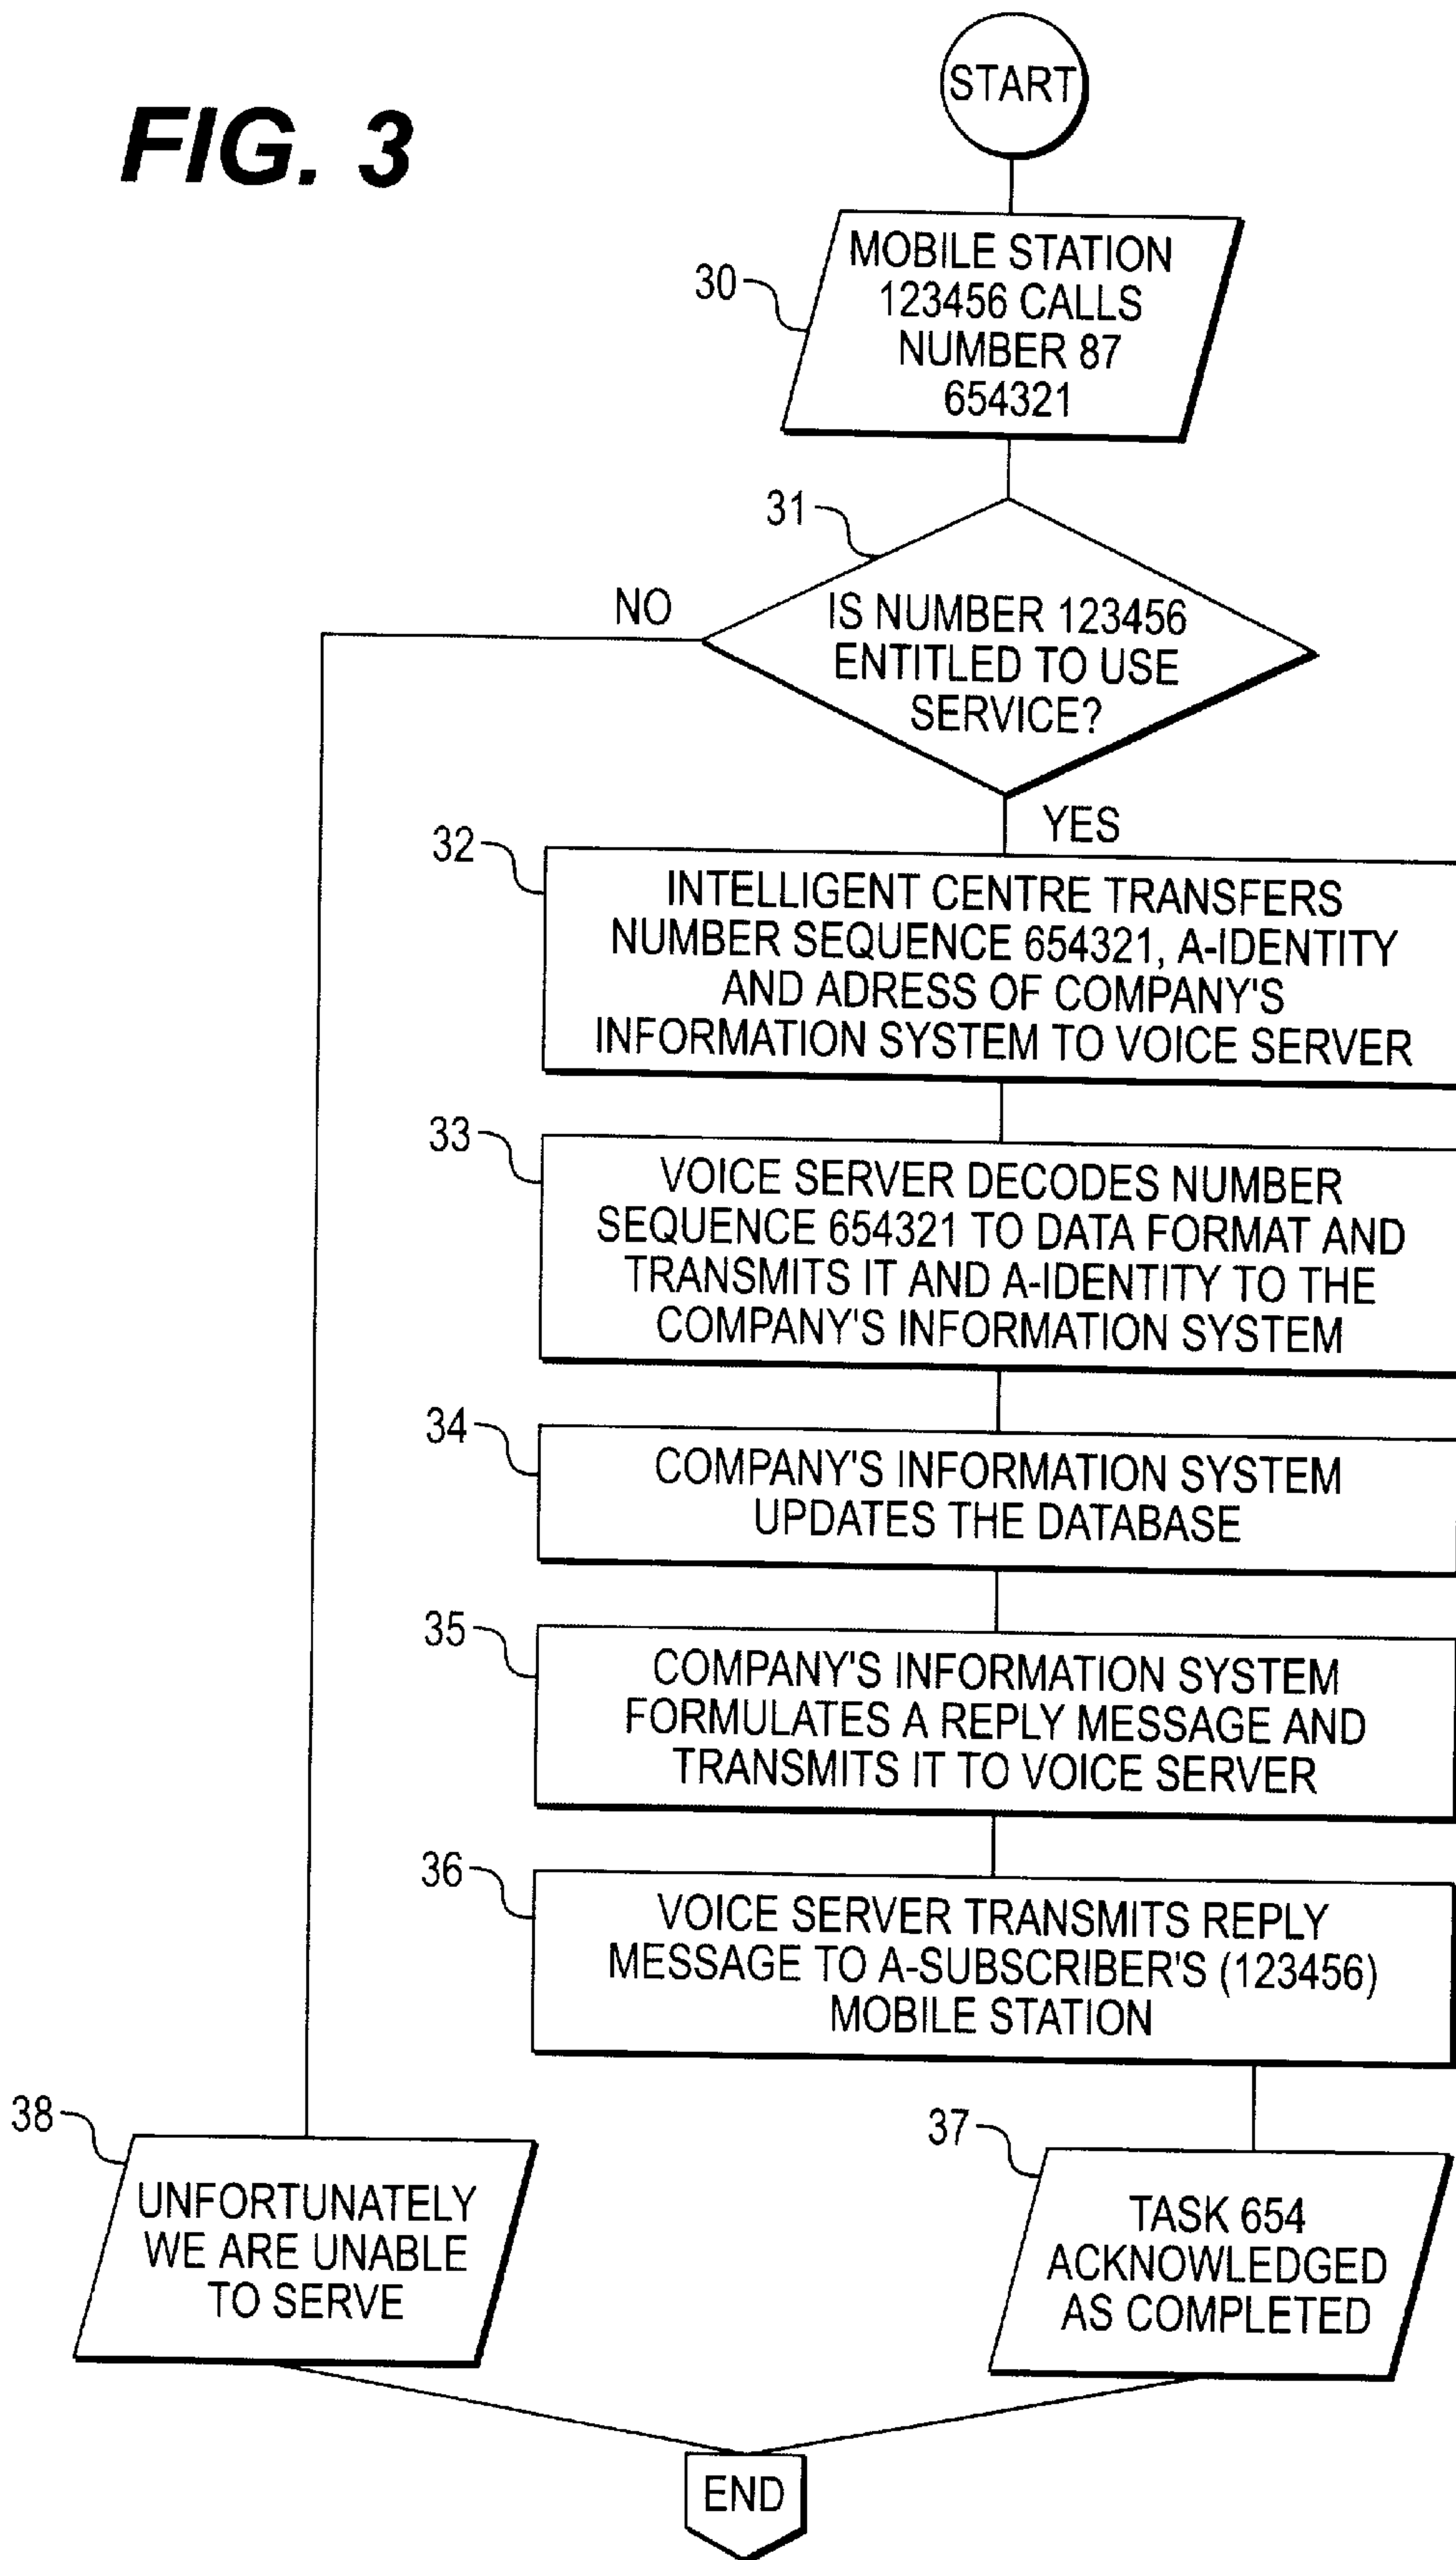 FIG. 3
START
30
MOBILE STATION
123456 CALLS
NUMBER 87
654321
31
NO
IS NUMBER 123456
ENTITLED TO USE
SERVICE?
YES
32
INTELLIGENT CENTRE TRANSFERS
NUMBER SEQUENCE 654321, A-IDENTITY
AND ADRESS OF COMPANY'S
INFORMATION SYSTEM TO VOICE SERVER
33
VOICE SERVER DECODES NUMBER
SEQUENCE 654321 TO DATA FORMAT AND
TRANSMITS IT AND A-IDENTITY TO THE
COMPANY'S INFORMATION SYSTEM
34
COMPANY'S INFORMATION SYSTEM
UPDATES THE DATABASE
35
COMPANY'S INFORMATION SYSTEM
FORMULATES A REPLY MESSAGE AND
TRANSMITS IT TO VOICE SERVER
36
VOICE SERVER TRANSMITS REPLY
MESSAGE TO A-SUBSCRIBER'S (123456)
MOBILE STATION
38
UNFORTUNATELY
WE ARE UNABLE
TO SERVE
37
TASK 654
ACKNOWLEDGED
AS COMPLETED
END